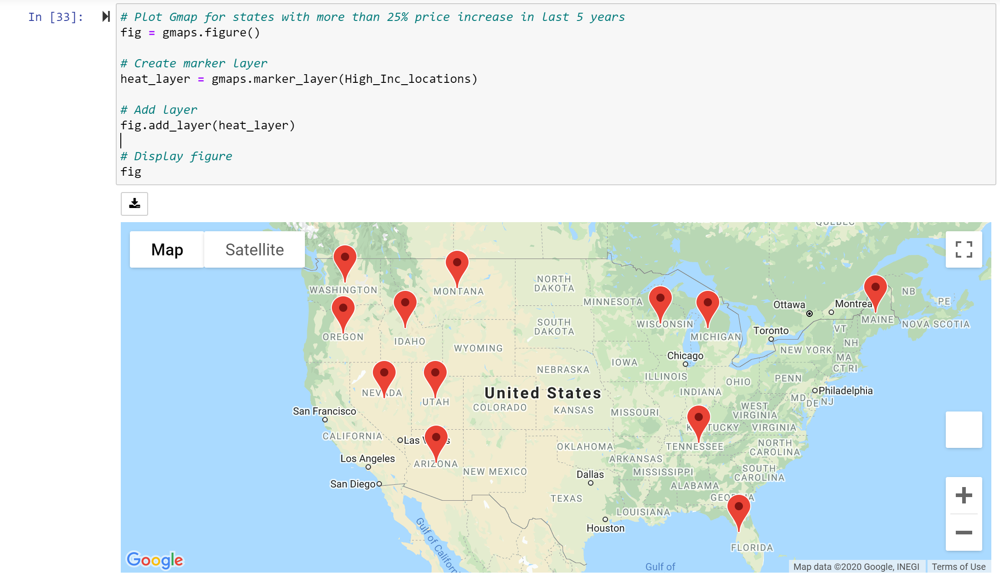 In [33]:
# Plot Gmap for states with more than 25% price increase in last 5 years
fig = gmaps.figure()
# Create marker layer
heat_layer = gmaps.marker_layer(High_Inc_locations)
# Add layer
fig.add_layer(heat_layer)
# Display figure
fig
Map
Satellite
QUEBEC
WASHINGTON
MONTANA
NORTH
DAKOTA
MINNESOTA
OREGON
IDAHO
WYOMING
SOUTH
DAKOTA
WISCONSIN
MICHIGAN
Ottawa
Montrea
MAINE
NB
PE
NOVA SCOTIA
Toronto
VT
NH
NEW YORK
MA
CT RI
Chicago
IOWA
NEBRASKA
ILLINOIS
INDIANA
OHIO
PENN
Philadelphia
MD
DE
NJ
NEVADA
UTAH
United States
COLORADO
KANSAS
MISSOURI
WEST
VIRGINIA
K TUCKY
VIRGINIA
San Francisco
CALIFORNIA
Las V s
Los Angeles
San Diego
ARIZONA
NEW MEXICO
OKLAHOMA
TENNESSEE
NORTH
CAROLINA
ARKANSAS
MISSISSIPPI
SOUTH
CAROLINA
Dallas
ALABAMA
GEO IA
TEXAS
LOUISIANA
Houston
FLORIDA
Gulf of Californ
Gulf of
Google
Map data ©2020 Google, INEGI
Terms of Use